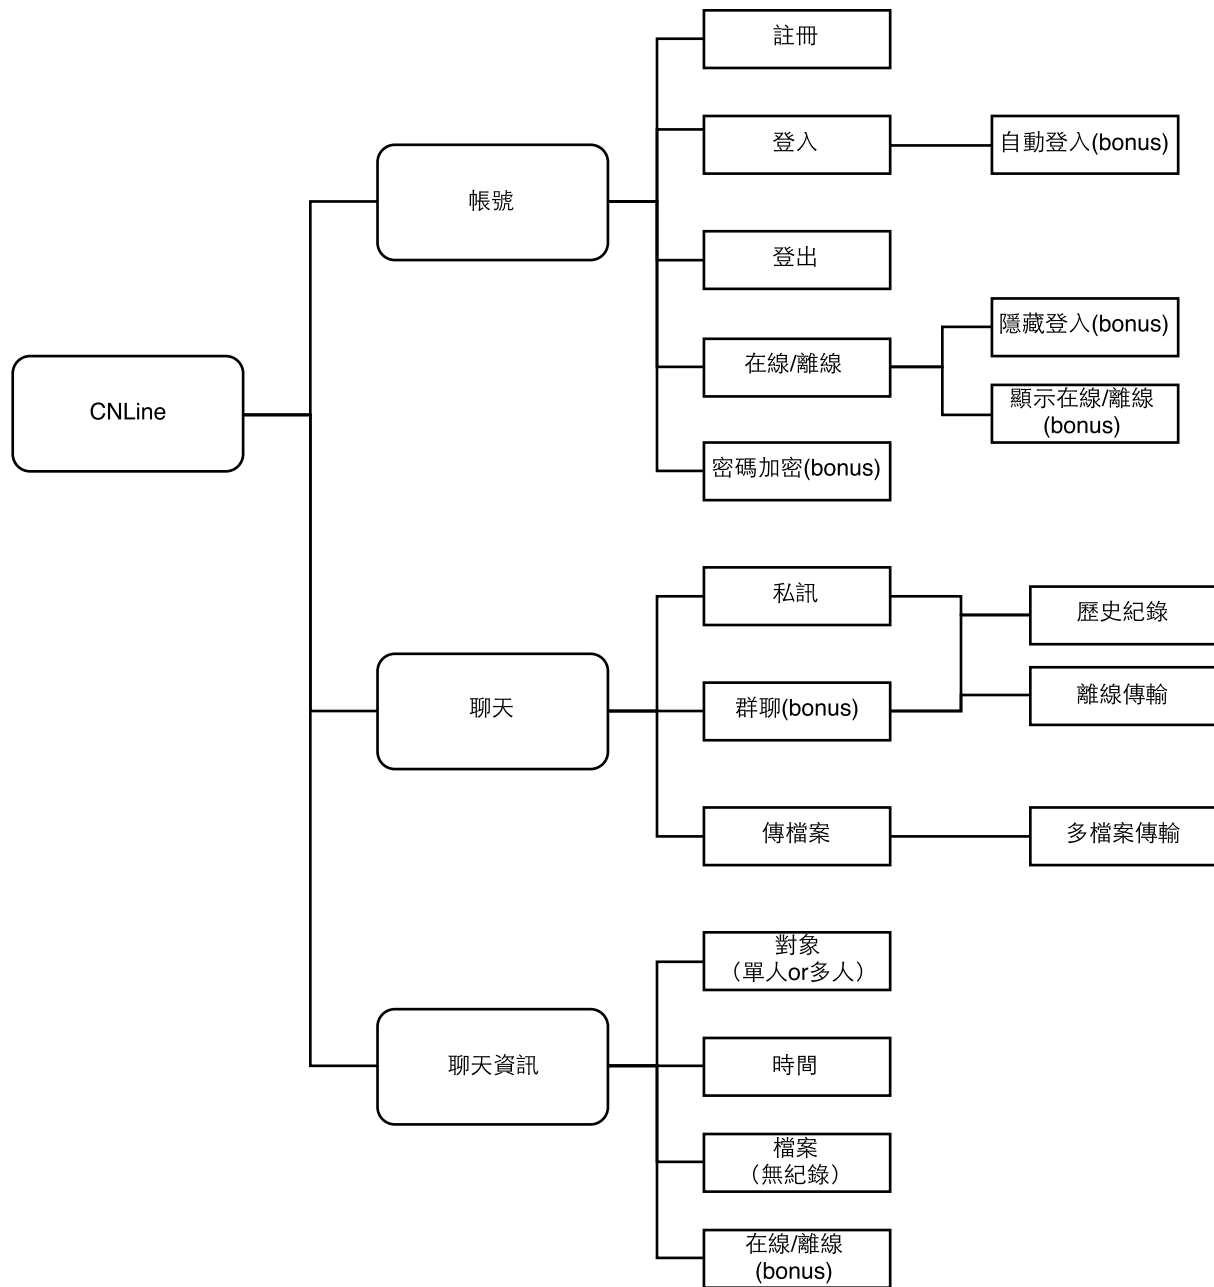 CNLine
帳號
註冊
登入
自動登入(bonus)
登出
在線/離線
隱藏登入(bonus)
顯示在線/離線
(bonus)
密碼加密(bonus)
聊天
私訊
歷史紀錄
離線傳輸
群聊(bonus)
傳檔案
多檔案傳輸
聊天資訊
對象
（單人or多人）
時間
檔案
（無紀錄）
在線/離線
(bonus)